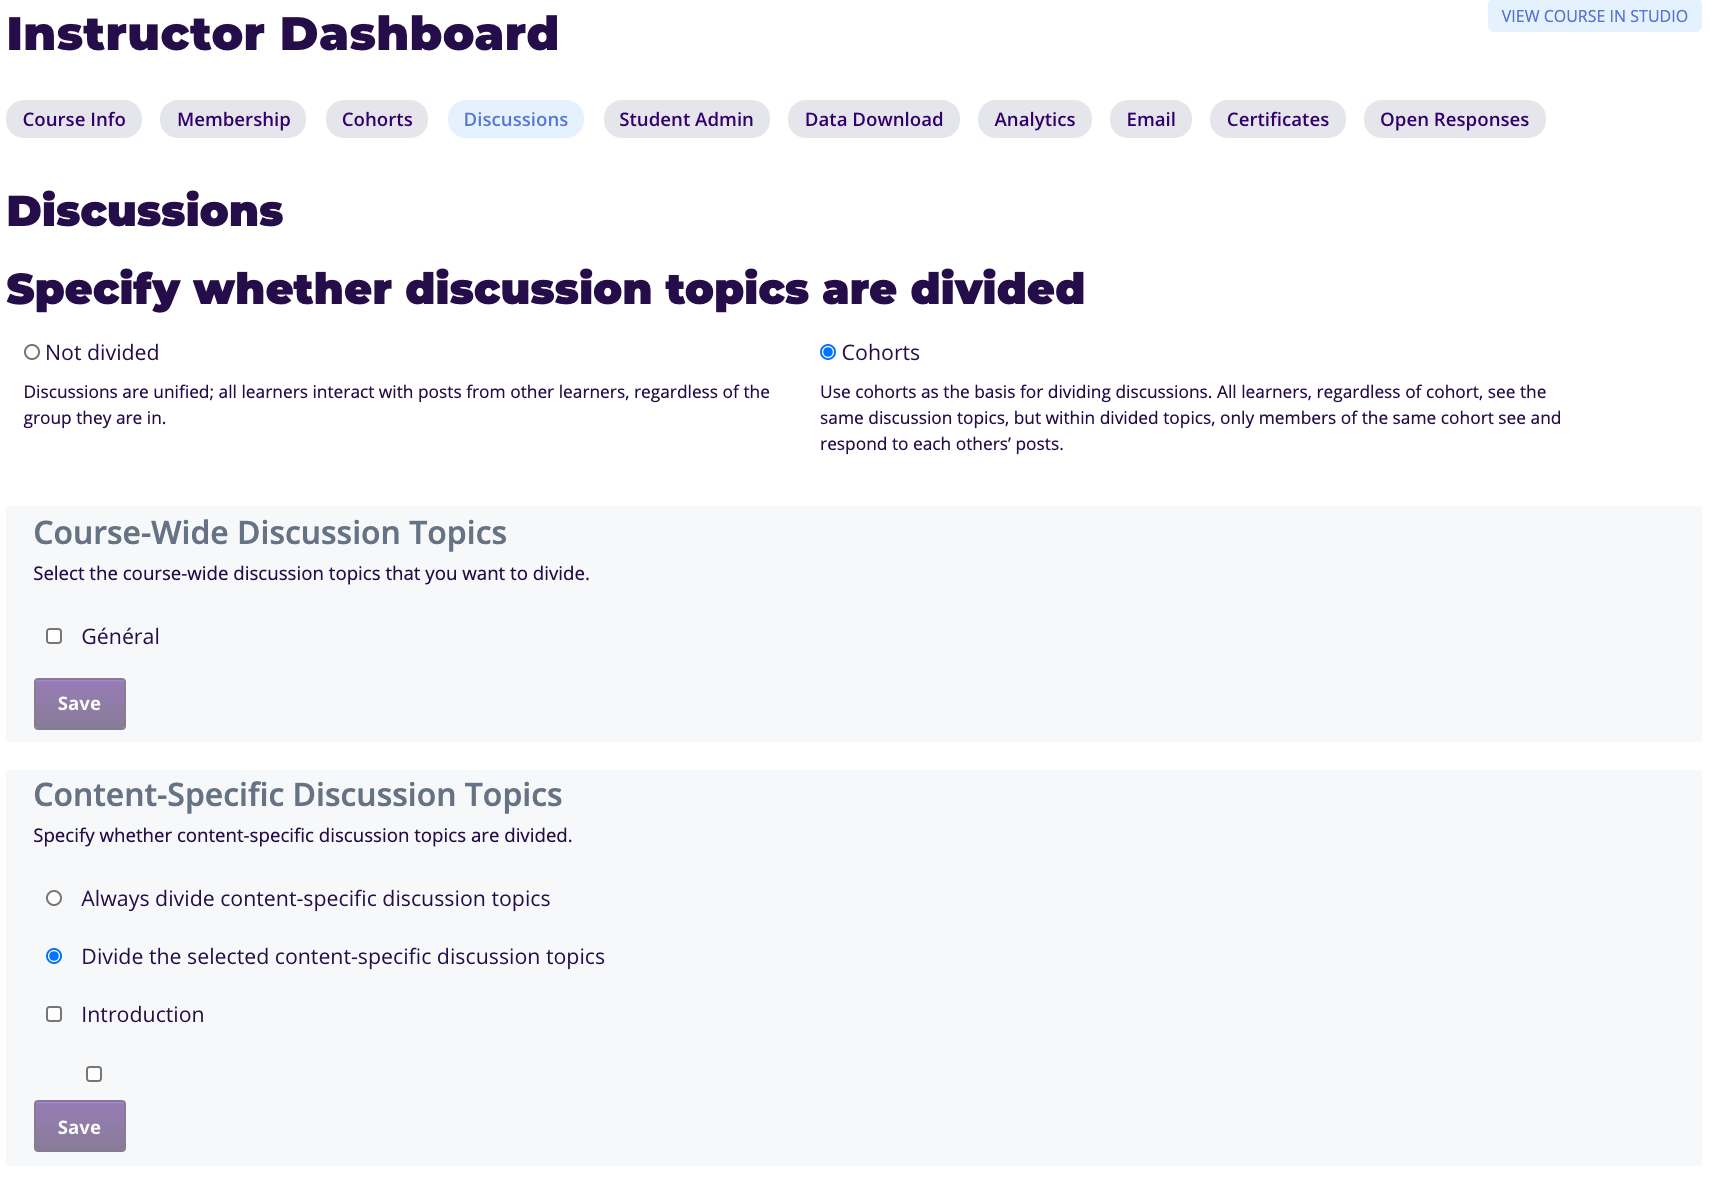 Instructor Dashboard
VIEW COURSE IN STUDIO
Course Info Membership Cohorts Discussions Student Admin Data Download Analytics Email Certificates Open Responses
Discussions
Specify whether discussion topics are divided
Not divided
Discussions are unified; all learners interact with posts from other learners, regardless of the
group they are in.
Cohorts
Use cohorts as the basis for dividing discussions. All learners, regardless of cohort, see the
same discussion topics, but within divided topics, only members of the same cohort see and
respond to each others’ posts.
Course-Wide Discussion Topics
Select the course-wide discussion topics that you want to divide.
Général
Save
Content-Specific Discussion Topics
Specify whether content-specific discussion topics are divided.
Always divide content-specific discussion topics
Divide the selected content-specific discussion topics
Introduction
Save